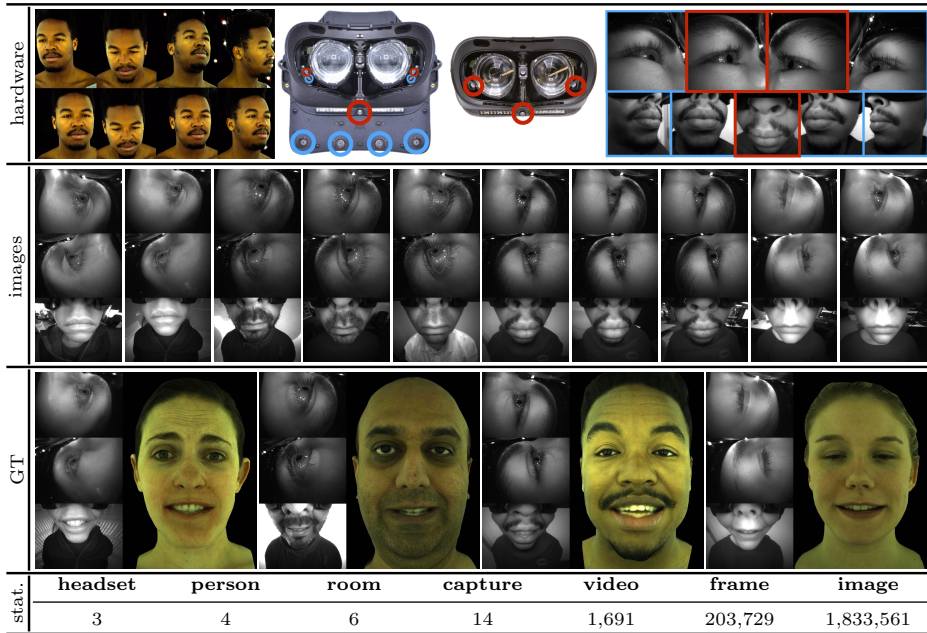 hardware
images
GT
stat.
headset person room capture video frame image
3 4 6 14 1,691 203,729 1,833,561